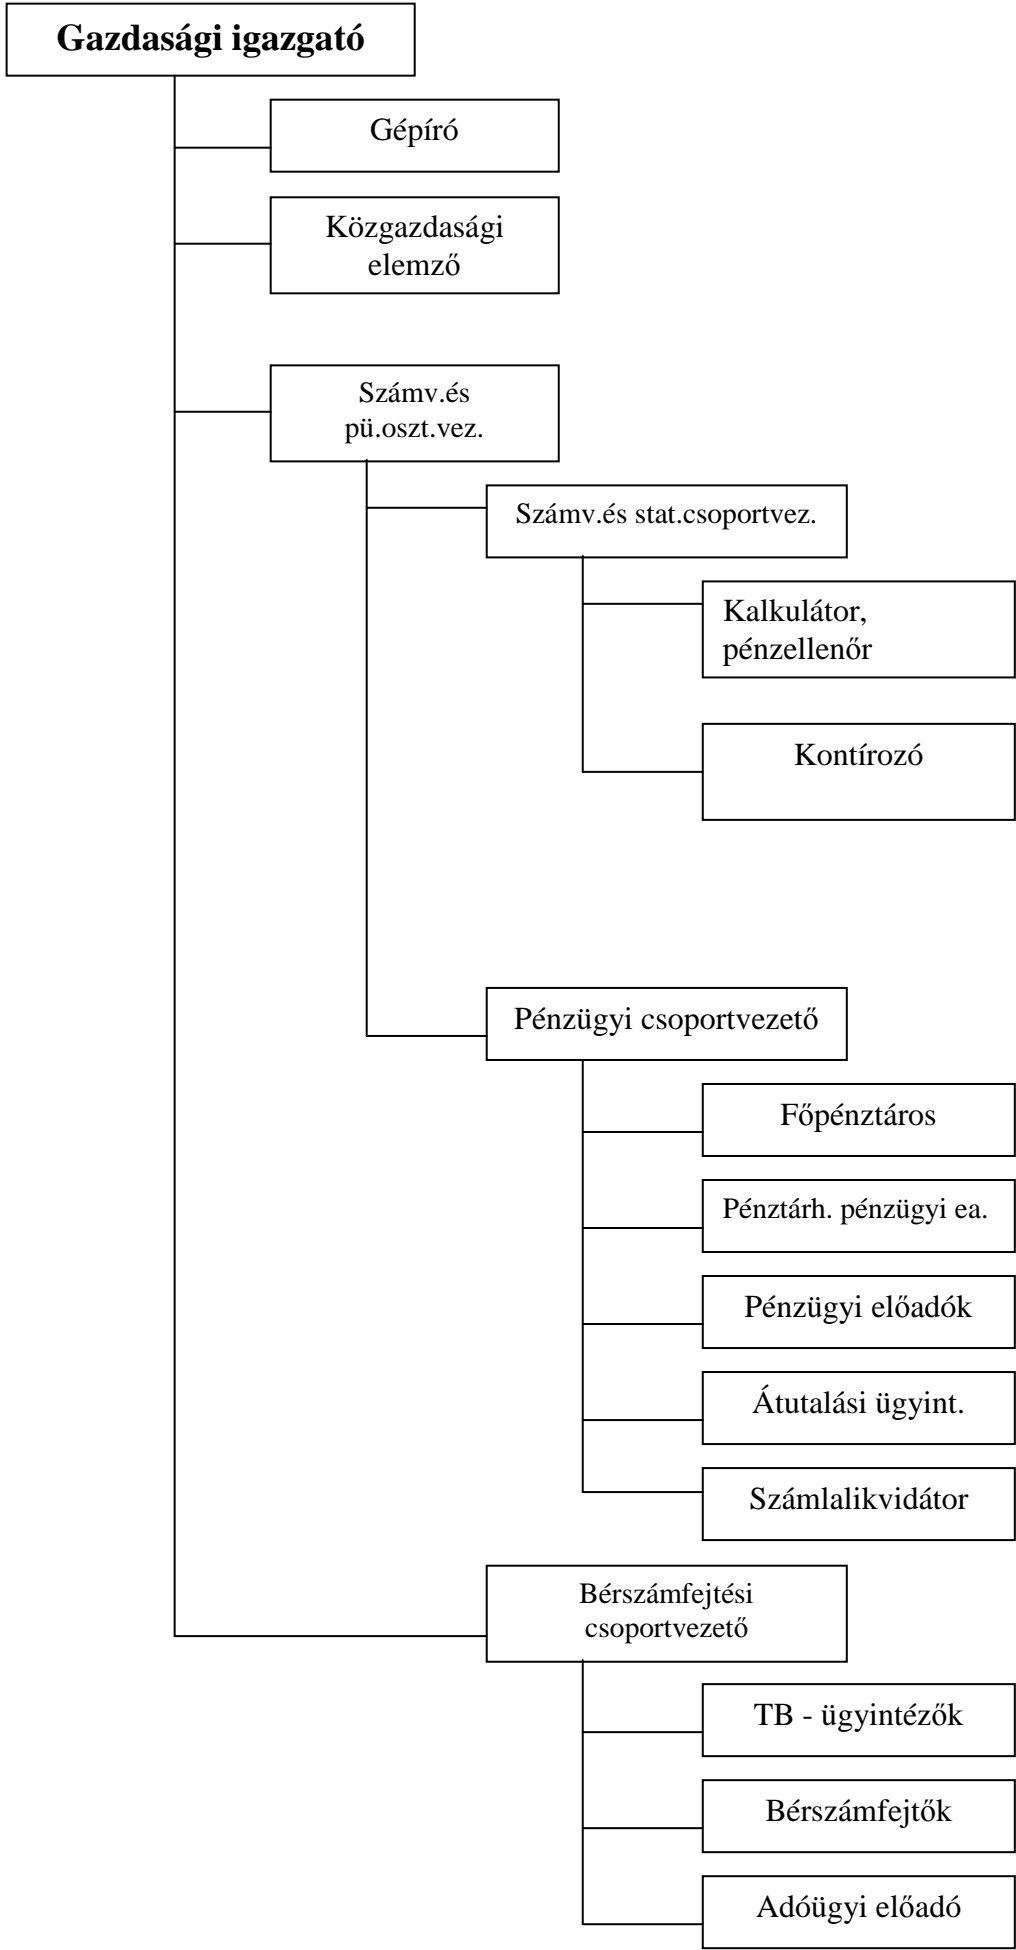 Gazdasági igazgató
Gépíró
Közgazdasági
elemző
Számv.és
pü.oszt.vez.
Számv.és stat.csoportvez.
Kalkulátor,
pénzellenőr
Kontírozó
Pénzügyi csoportvezető
Főpénztáros
Pénztárh. pénzügyi ea.
Pénzügyi előadók
Átutalási ügyint.
Számlalikvidátor
Bérszámfejtési
csoportvezető
TB - ügyintézők
Bérszámfejtők
Adóügyi előadó